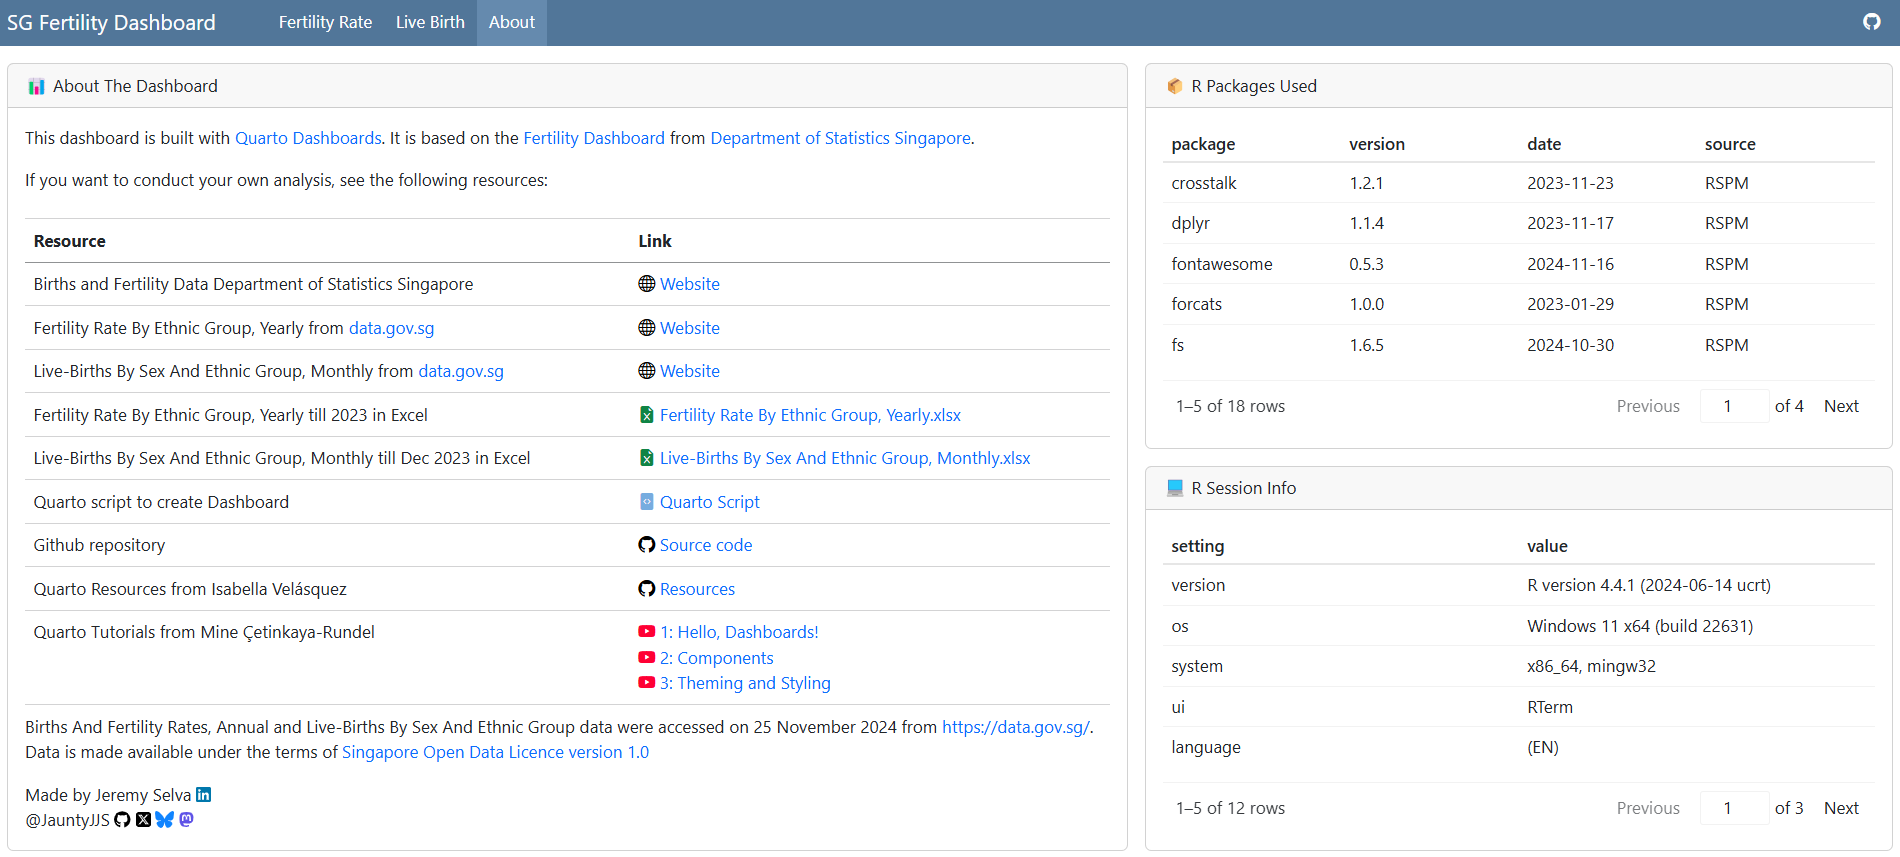 SG Fertility Dashboard Fertility Rate Live Birth About
About The Dashboard
This dashboard is built with Quarto Dashboards. It is based on the Fertility Dashboard from Department of Statistics Singapore.
If you want to conduct your own analysis, see the following resources:
Resource Link
Births and Fertility Data Department of Statistics Singapore Website
Fertility Rate By Ethnic Group, Yearly from data.gov.sg Website
Live-Births By Sex And Ethnic Group, Monthly from data.gov.sg Website
Fertility Rate By Ethnic Group, Yearly till 2023 in Excel Fertility Rate By Ethnic Group, Yearly.xlsx
Live-Births By Sex And Ethnic Group, Monthly till Dec 2023 in Excel Live-Births By Sex And Ethnic Group, Monthly.xlsx
Quarto script to create Dashboard Quarto Script
Github repository Source code
Quarto Resources from Isabella Velásquez Resources
Quarto Tutorials from Mine Çetinkaya-Rundel 1: Hello, Dashboards!
2: Components
3: Theming and Styling
Births And Fertility Rates, Annual and Live-Births By Sex And Ethnic Group data were accessed on 25 November 2024 from https://data.gov.sg/.
Data is made available under the terms of Singapore Open Data Licence version 1.0
Made by Jeremy Selva
@JauntyJJS
R Packages Used
package version date source
crosstalk 1.2.1 2023-11-23 RSPM
dplyr 1.1.4 2023-11-17 RSPM
fontawesome 0.5.3 2024-11-16 RSPM
forcats 1.0.0 2023-01-29 RSPM
fs 1.6.5 2024-10-30 RSPM
1–5 of 18 rows Previous 1 of 4 Next
R Session Info
setting value
version R version 4.4.1 (2024-06-14 ucrt)
os Windows 11 x64 (build 22631)
system x86_64, mingw32
ui RTerm
language (EN)
1–5 of 12 rows Previous 1 of 3 Next